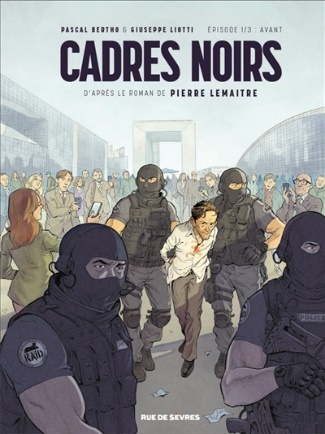 PASCAL BERTHO & GIUSEPPE LIOTTI ÉPISODE 1/3 : AVANT
CADRES NOIRS
D'APRÈS LE ROMAN DE PIERRE LEMAITRE
POLICE
RAID
RUE DE SEVRES